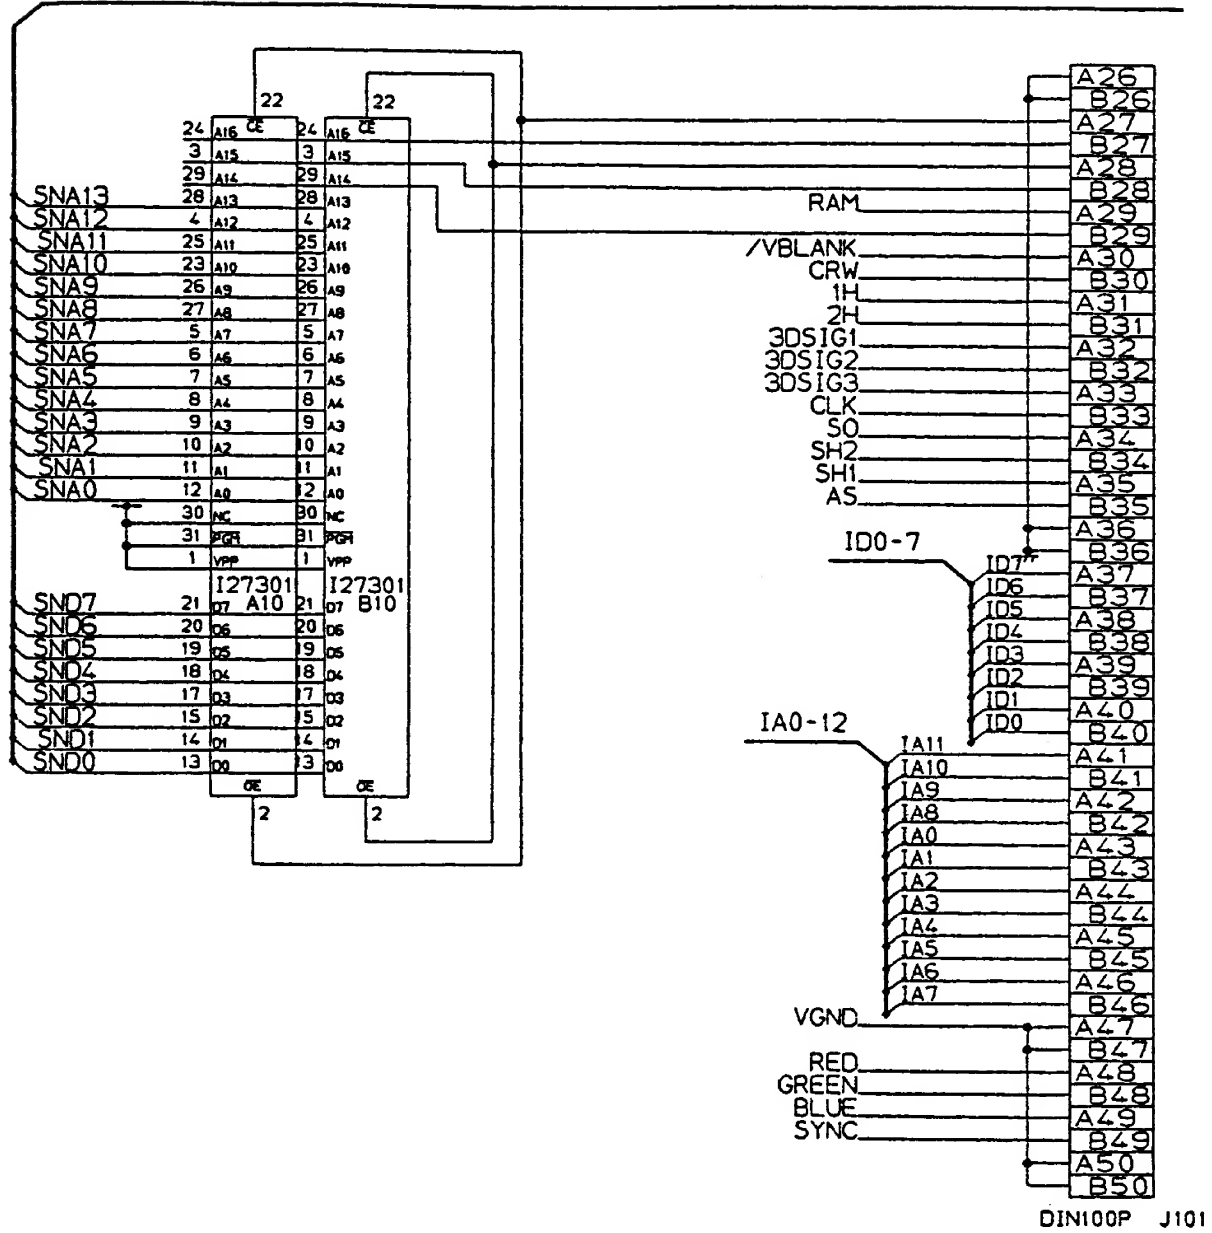 22 22 A26
CE CE B26
24 A16 24 A16 A27
3 A15 3 A15 B27
29 A14 29 A14 A28
SNA13 28 A13 28 A13 B28
SNA12 4 A12 4 A12 RAM A29
SNA11 25 A11 25 A11 B29
SNA10 23 A10 23 A10 /VBLANK A30
SNA9 26 A9 26 A9 CRW B30
SNA8 27 A8 27 A8 1H A31
SNA7 5 A7 5 A7 2H B31
SNA6 6 A6 6 A6 3DSIG1 A32
SNA5 7 A5 7 A5 3DSIG2 B32
SNA4 8 A4 8 A4 3DSIG3 A33
SNA3 9 A3 9 A3 CLK B33
SNA2 10 A2 10 A2 SO A34
SNA1 11 A1 11 A1 SH2 B34
SNA0 12 A0 12 A0 SH1 A35
30 NC 30 NC AS B35
31 PGM 31 PGM A36
1 VPP 1 VPP ID0-7 B36
I27301 I27301 ID7 A37
A10 B10 ID6 B37
SND7 21 D7 21 D7 ID5 A38
SND6 20 D6 20 D6 ID4 B38
SND5 19 D5 19 D5 ID3 A39
SND4 18 D4 18 D4 ID2 B39
SND3 17 D3 17 D3 ID1 A40
SND2 15 D2 15 D2 ID0 B40
SND1 14 D1 14 D1 IA0-12
SND0 13 D0 13 D0 IA11 A41
OE OE IA10 B41
2 2 IA9 A42
IA8 B42
IA0 A43
IA1 B43
IA2 A44
IA3 B44
IA4 A45
IA5 B45
IA6 A46
IA7 B46
VGND A47
B47
RED A48
GREEN B48
BLUE A49
SYNC B49
A50
B50
DIN100P J101